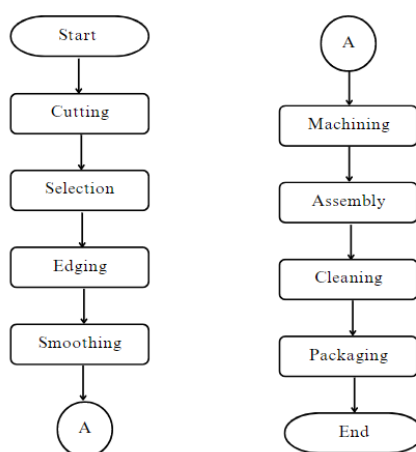 Start
Cutting
Selection
Edging
Smoothing
A
A
Machining
Assembly
Cleaning
Packaging
End